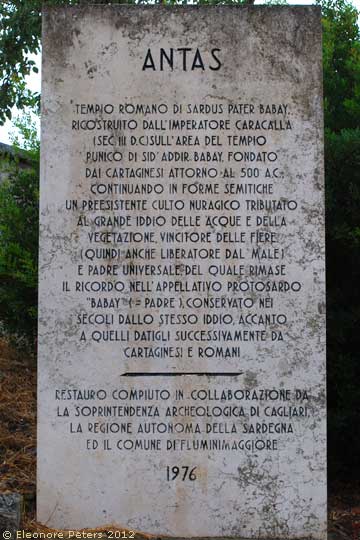 ANTAS
TEMPIO ROMANO DI SARDUS PATER BABAY,
RICOSTRUITO DALL'IMPERATORE CARACALLA
(SEC. III D.C.) SULL'AREA DEL TEMPIO
PUNICO DI SID ADDIR BABAY, FONDATO
DAI CARTAGINESI ATTORNO AL 500 A.C.,
CONTINUANDO IN FORME SEMITICHE
UN PREESISTENTE CULTO NURAGICO TRIBUTATO
AL GRANDE IDDIO DELLE ACQUE E DELLA
VEGETAZIONE, VINCITORE DELLE FIERE
(QUINDI ANCHE LIBERATORE DAL MALE)
E PADRE UNIVERSALE DEL QUALE RIMASE
IL RICORDO, NELL'APPELLATIVO PROTOSARDO
"BABAY" (= PADRE), CONSERVATO NEI
SECOLI DALLO STESSO IDDIO, ACCANTO
A QUELLI DATIGLI SUCCESSIVAMENTE DA
CARTAGINESI E ROMANI
RESTAURO COMPIUTO IN COLLABORAZIONE DA
LA SOPRINTENDENZA ARCHEOLOGICA DI CAGLIARI,
LA REGIONE AUTONOMA DELLA SARDEGNA
ED IL COMUNE DI FLUMINIMAGGIORE
1976
© Eleonore Peters 2012